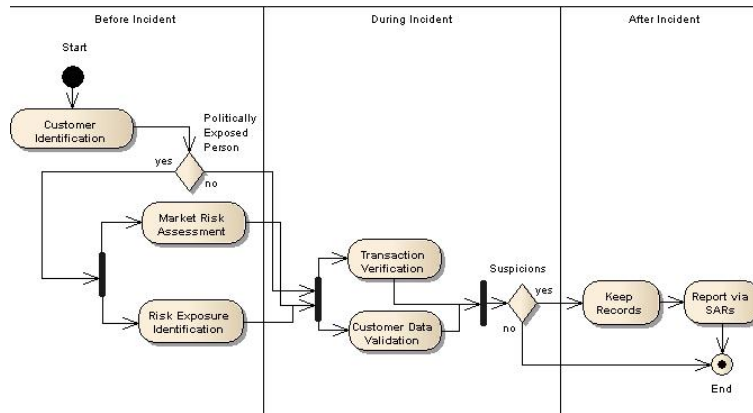 Before Incident
During Incident
After Incident
Start
Customer
Identification
Politically
Exposed
Person
yes
no
Market Risk
Assessment
Risk Exposure
Identification
Transaction
Verification
Customer Data
Validation
Suspicions
yes
no
Keep
Records
Report via
SARs
End